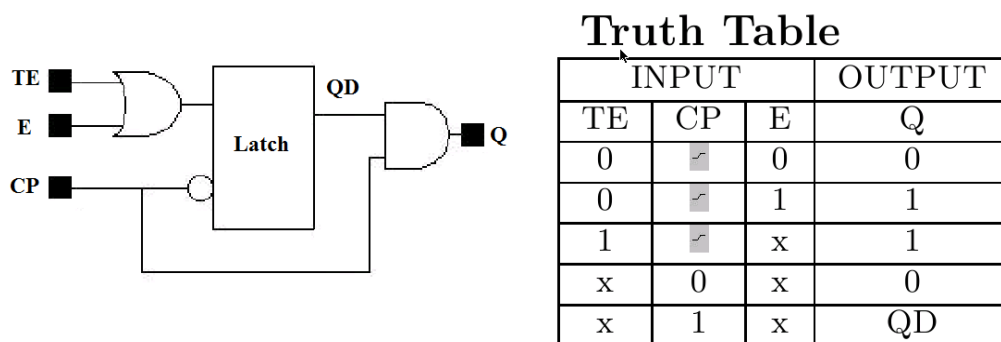 TE
E
CP
QD
Latch
Q
Truth Table
INPUT OUTPUT
TE CP E Q
0 0 0
0 1 1
1 x 1
x 0 x 0
x 1 x QD